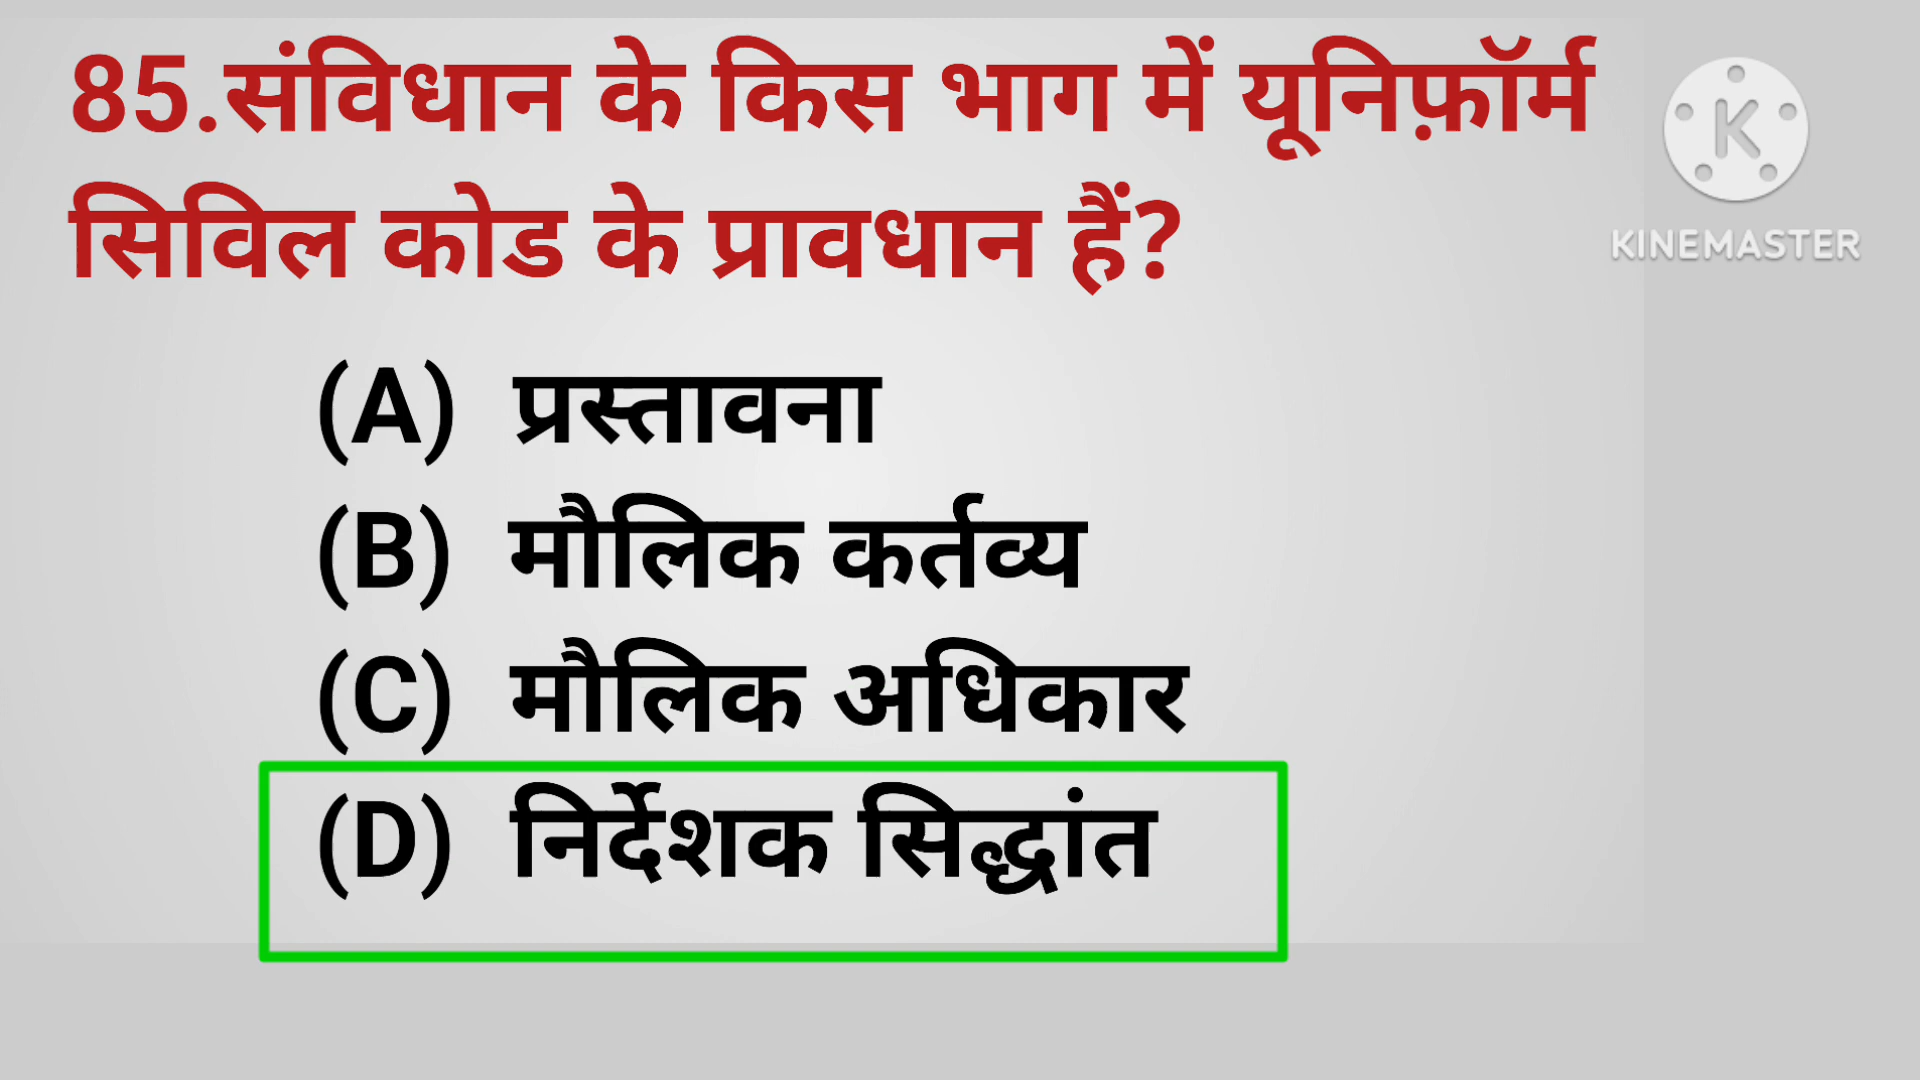 85.संविधान के किस भाग में यूनिफ़ॉर्म
सिविल कोड के प्रावधान हैं?
K
KINEMASTER
(A) प्रस्तावना
(B) मौलिक कर्तव्य
(C) मौलिक अधिकार
(D) निर्देशक सिद्धांत